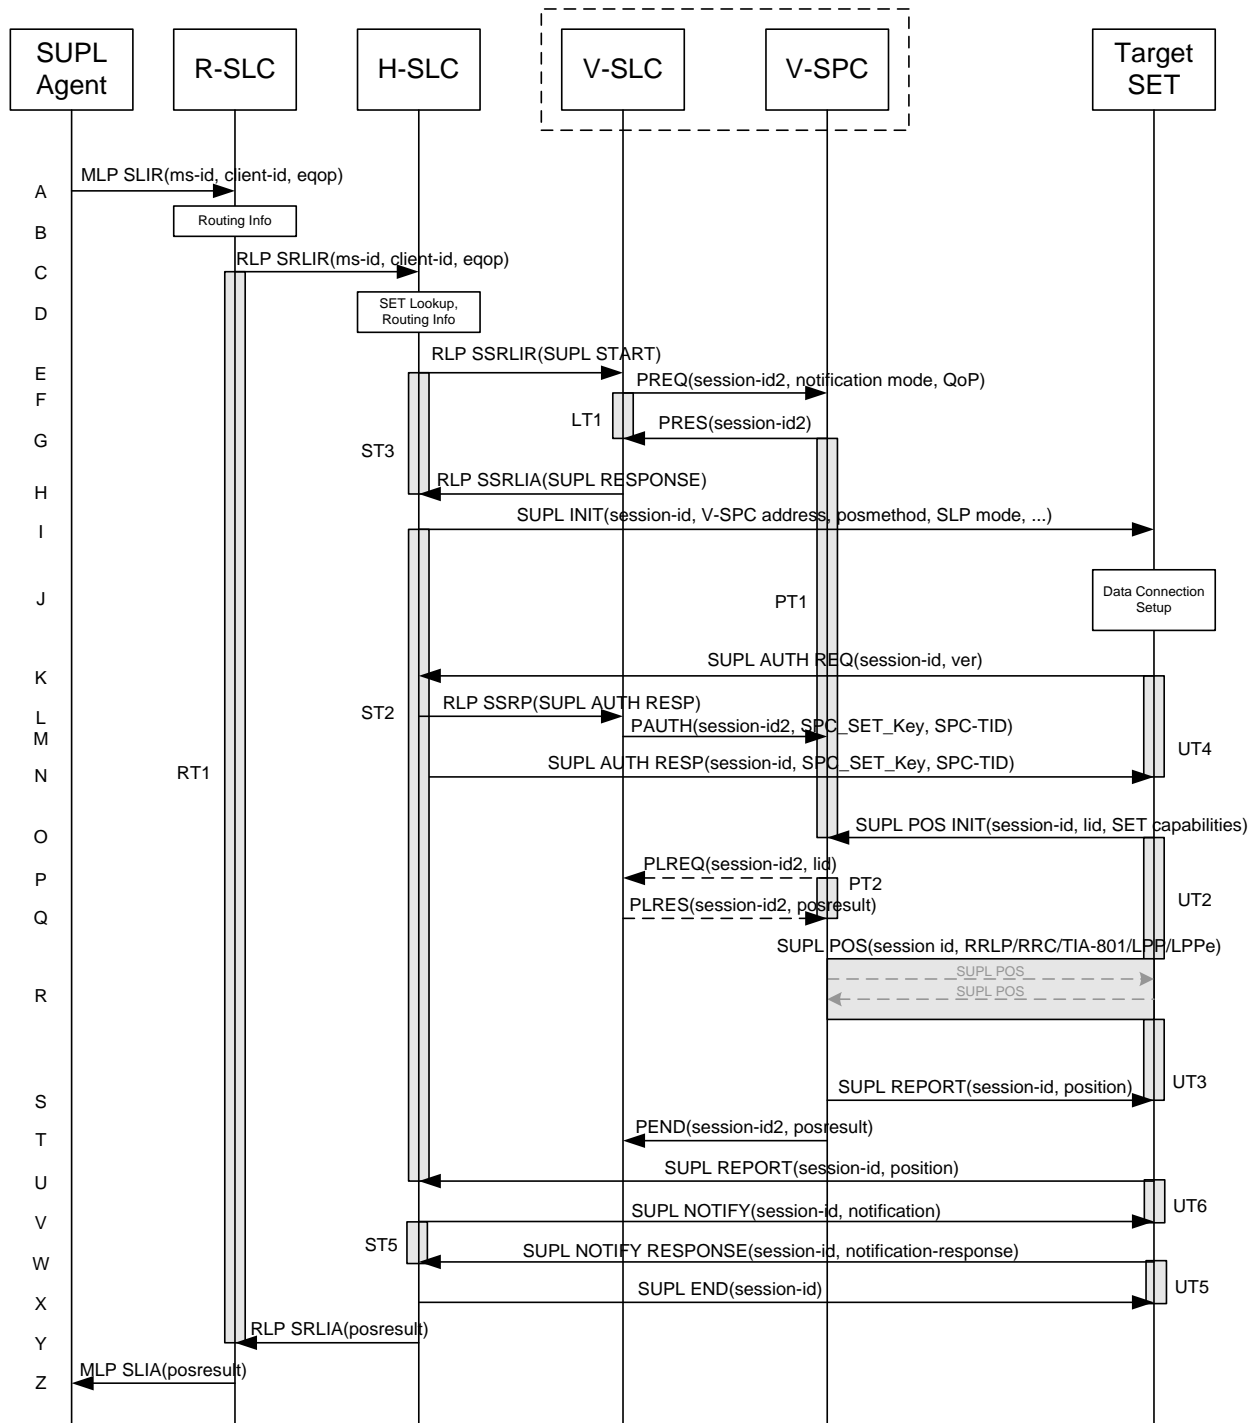 SUPL
Agent
R-SLC
H-SLC
V-SLC
V-SPC
Target
SET
A
MLP SLIR(ms-id, client-id, eqop)
B
Routing Info
C
RLP SRLIR(ms-id, client-id, eqop)
D
SET Lookup,
Routing Info
E
RLP SSRLIR(SUPL START)
F
PREQ(session-id2, notification mode, QoP)
LT1
G
PRES(session-id2)
ST3
H
RLP SSRLIA(SUPL RESPONSE)
I
SUPL INIT(session-id, V-SPC address, posmethod, SLP mode, ...)
J
PT1
Data Connection
Setup
K
SUPL AUTH REQ(session-id, ver)
L
ST2
RLP SSRP(SUPL AUTH RESP)
M
PAUTH(session-id2, SPC_SET_Key, SPC-TID)
UT4
N
RT1
SUPL AUTH RESP(session-id, SPC_SET_Key, SPC-TID)
O
SUPL POS INIT(session-id, lid, SET capabilities)
P
PLREQ(session-id2, lid)
PT2
Q
PLRES(session-id2, posresult)
UT2
SUPL POS(session id, RRLP/RRC/TIA-801/LPP/LPPe)
SUPL POS
R
SUPL POS
UT3
S
SUPL REPORT(session-id, position)
T
PEND(session-id2, posresult)
U
SUPL REPORT(session-id, position)
UT6
V
SUPL NOTIFY(session-id, notification)
ST5
W
SUPL NOTIFY RESPONSE(session-id, notification-response)
UT5
X
SUPL END(session-id)
Y
RLP SRLIA(posresult)
Z
MLP SLIA(posresult)